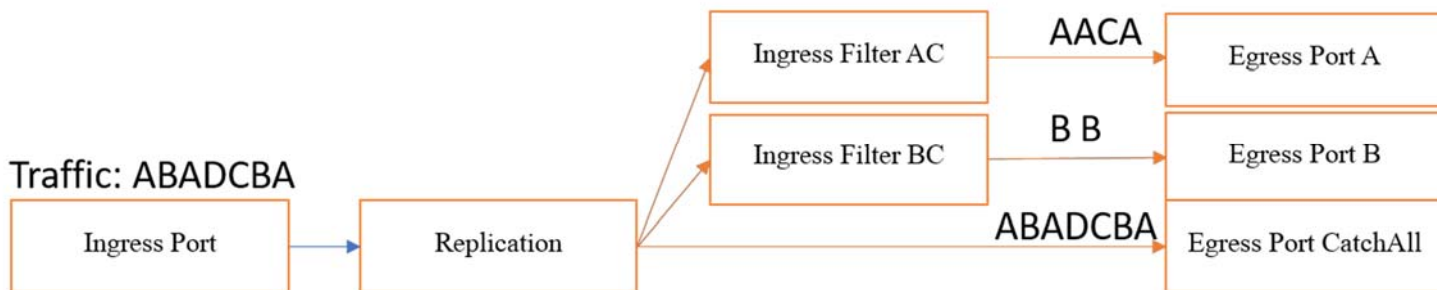 Ingress Filter AC
AACA
Egress Port A
Ingress Filter BC
B B
Egress Port B
Traffic: ABADCBA
Ingress Port
Replication
ABADCBA
Egress Port CatchAll